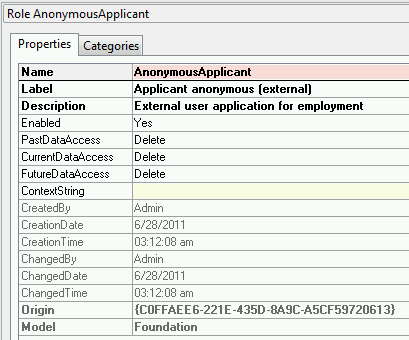 Role AnonymousApplicant
Properties Categories
Name AnonymousApplicant
Label Applicant anonymous (external)
Description External user application for employment
Enabled Yes
PastDataAccess Delete
CurrentDataAccess Delete
FutureDataAccess Delete
ContextString
CreatedBy Admin
CreationDate 6/28/2011
CreationTime 03:12:08 am
ChangedBy Admin
ChangedDate 6/28/2011
ChangedTime 03:12:08 am
Origin {C0FFAEE6-221E-435D-8A9C-A5CF59720613}
Model Foundation